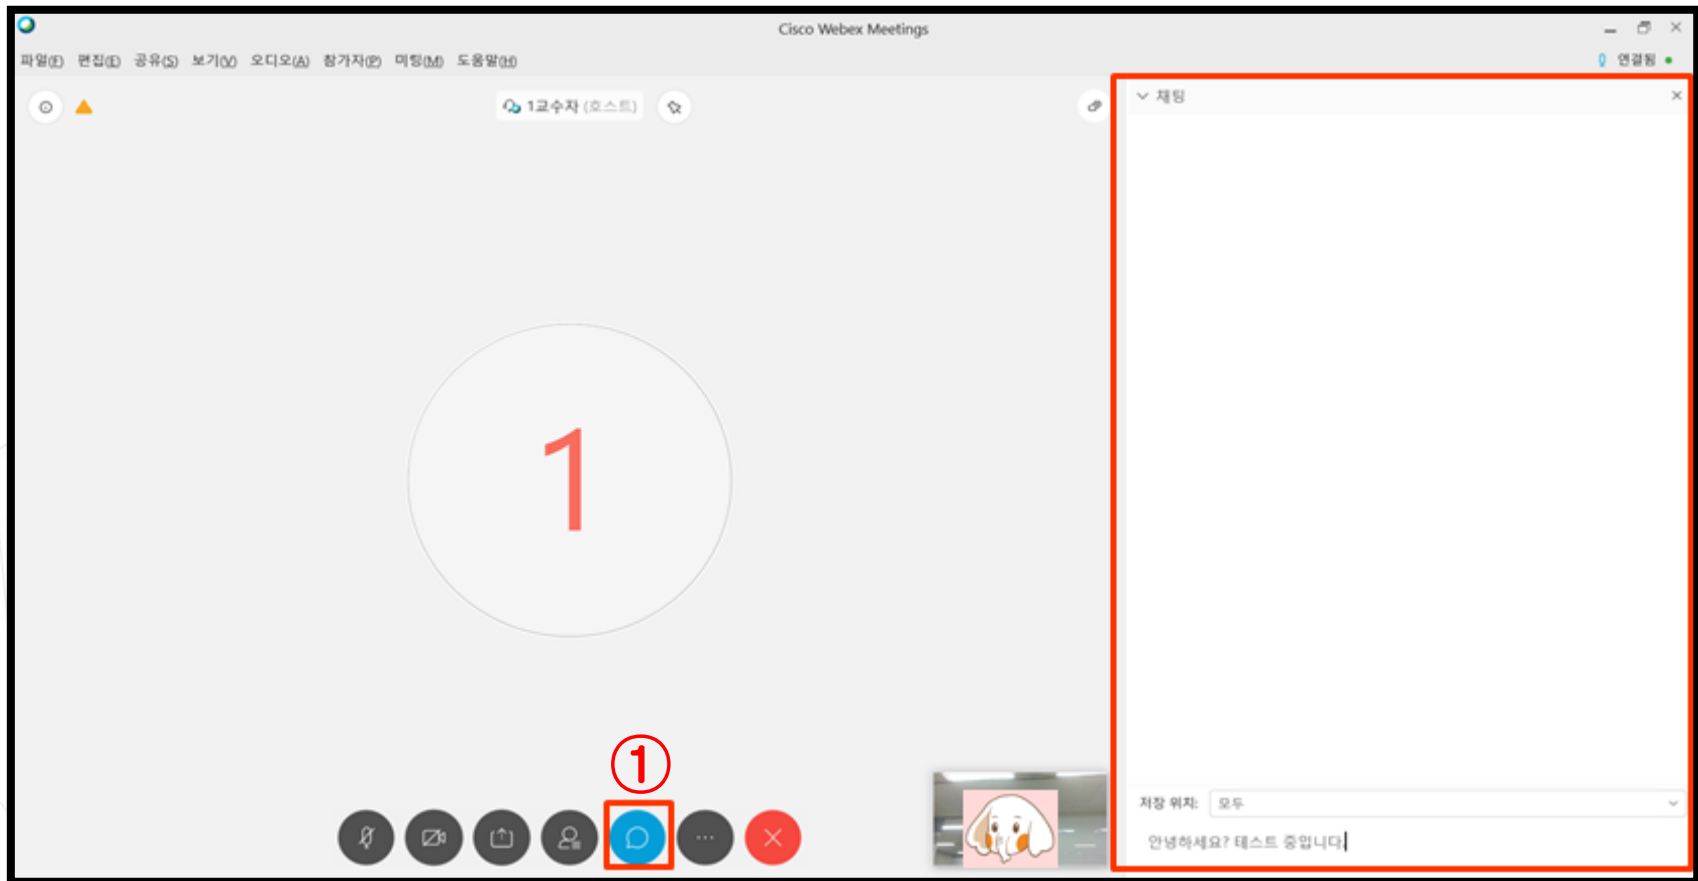 Cisco Webex Meetings
파일(F) 편집(E) 공유(S) 보기(V) 오디오(A) 참가자(P) 미팅(M) 도움말(H)
연결됨
1교수자 (호스트)
채팅
1
①
저장 위치: 모두
안녕하세요? 테스트 중입니다.